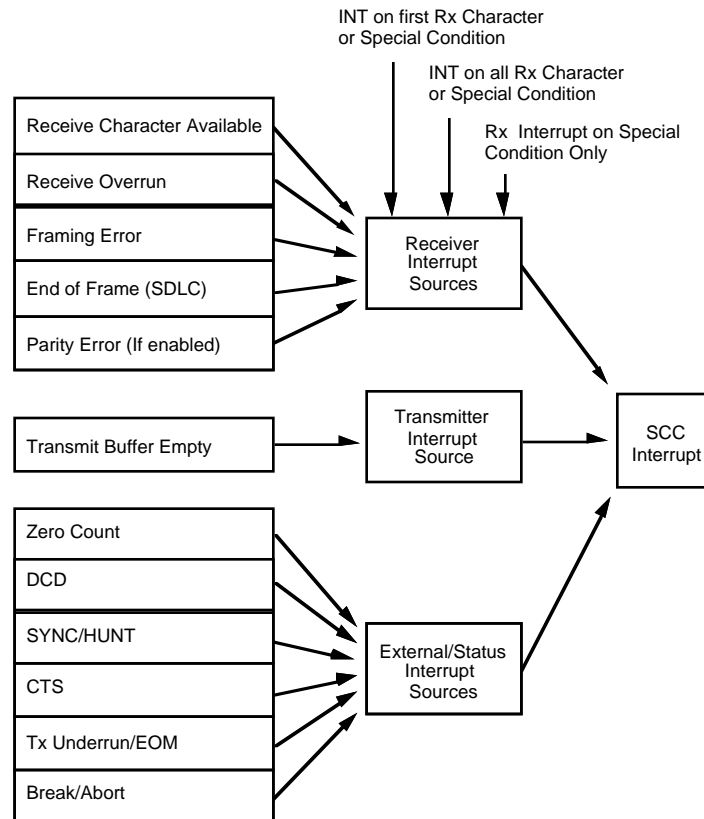 INT on first Rx Character
or Special Condition
INT on all Rx Character
or Special Condition
Rx Interrupt on Special
Condition Only
Receive Character Available
Receive Overrun
Framing Error
End of Frame (SDLC)
Parity Error (If enabled)
Receiver
Interrupt
Sources
Transmit Buffer Empty
Transmitter
Interrupt
Source
SCC
Interrupt
Zero Count
DCD
SYNC/HUNT
CTS
Tx Underrun/EOM
Break/Abort
External/Status
Interrupt
Sources